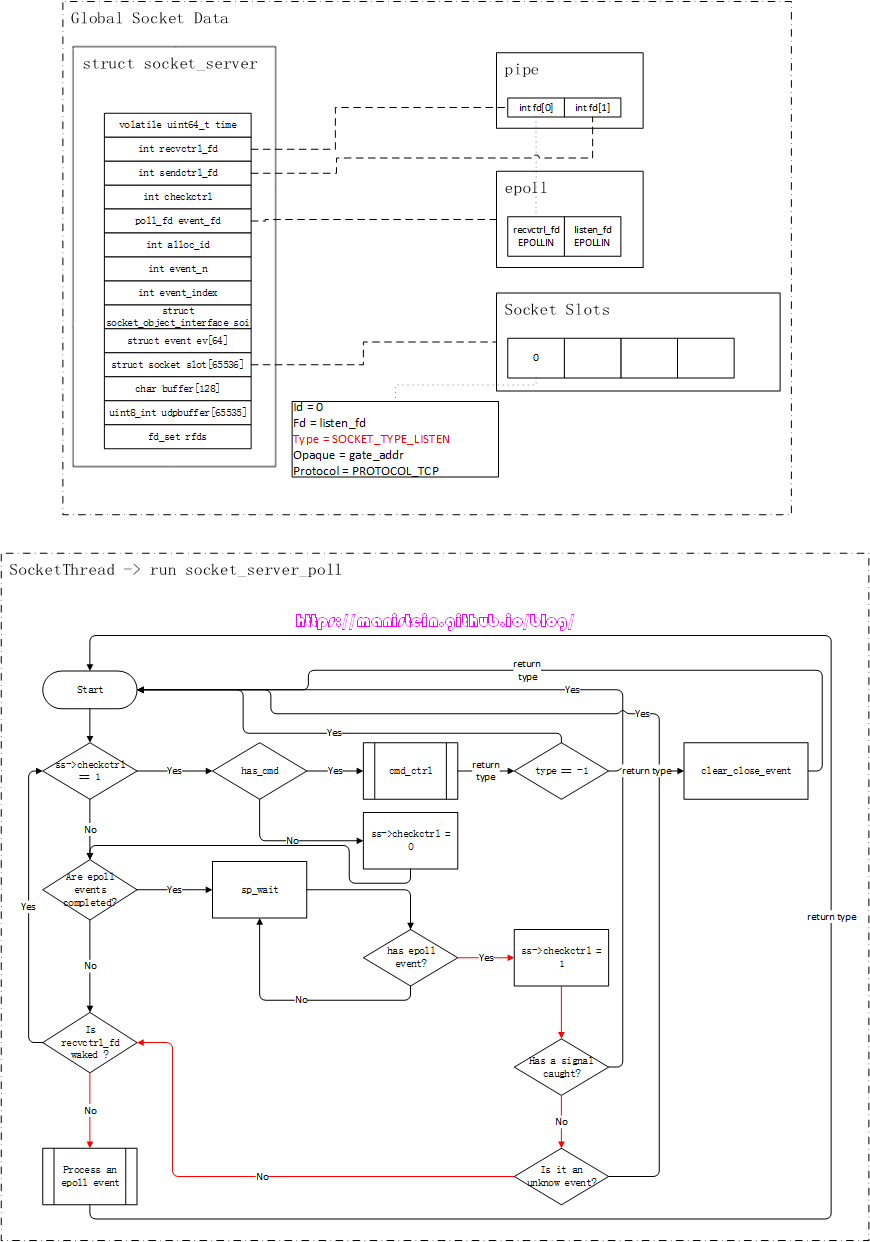 Global Socket Data
struct socket_server
volatile uint64_t time
int recvctrl_fd
int sendctrl_fd
int checkctrl
poll_fd event_fd
int alloc_id
int event_n
int event_index
struct
socket_object_interface soi
struct event ev[64]
struct socket slot[65536]
char buffer[128]
uint8_int udpbuffer[65535]
fd_set rfds
pipe
int fd[0]
int fd[1]
epoll
recvctrl_fd
EPOLLIN
listen_fd
EPOLLIN
Socket Slots
0
Id = 0
Fd = listen_fd
Type = SOCKET_TYPE_LISTEN
Opaque = gate_addr
Protocol = PROTOCOL_TCP
SocketThread -> run socket_server_poll
https://manistein.github.io/blog/
return
type
Start
Yes
Yes
Yes
ss->checkctrl
== 1
Yes
has_cmd
Yes
cmd_ctrl
return
type
type == -1
return type
clear_close_event
No
No
ss->checkctrl =
0
Are epoll
events
completed?
Yes
sp_wait
Yes
return type
has epoll
event?
Yes
ss->checkctrl =
1
No
No
Is
recvctrl_fd
waked ?
Has a signal
caught?
No
No
Process an
epoll event
No
Is it an
unknow event?